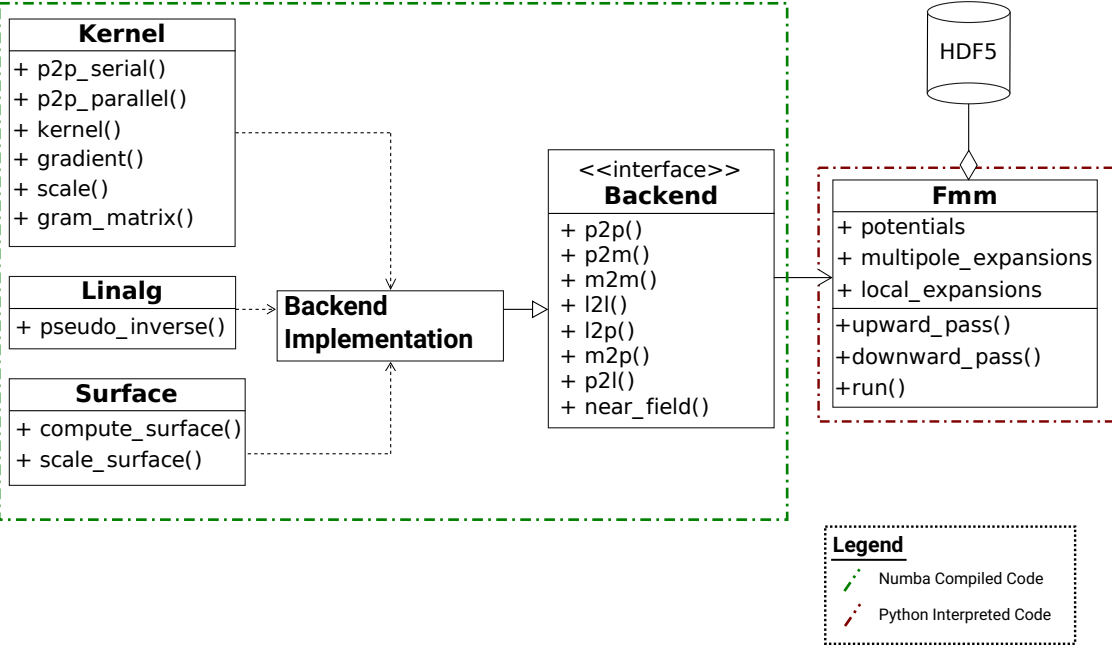 Kernel
+ p2p_serial()
+ p2p_parallel()
+ kernel()
+ gradient()
+ scale()
+ gram_matrix()
Linalg
+ pseudo_inverse()
Surface
+ compute_surface()
+ scale_surface()
Backend
Implementation
<<interface>>
Backend
+ p2p()
+ p2m()
+ m2m()
+ l2l()
+ l2p()
+ m2p()
+ p2l()
+ near_field()
HDF5
Fmm
+ potentials
+ multipole_expansions
+ local_expansions
+upward_pass()
+downward_pass()
+run()
Legend
Numba Compiled Code
Python Interpreted Code